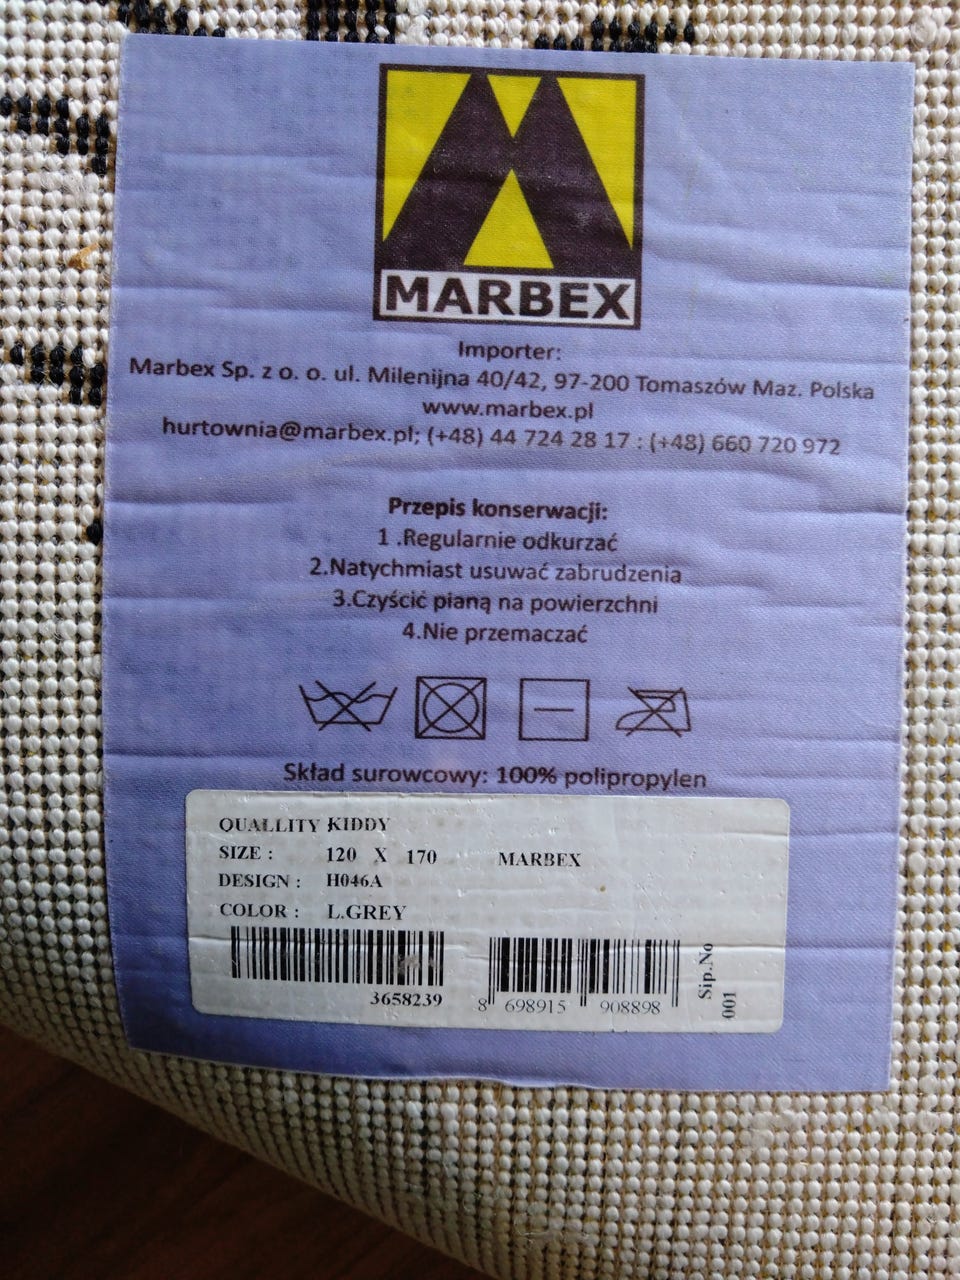 MARBEX
Importer:
Marbex Sp. z o. o. ul. Milenijna 40/42, 97-200 Tomaszów Maz. Polska
www.marbex.pl
hurtownia@marbex.pl; (+48) 44 724 28 17 : (+48) 660 720 972
Przepis konserwacji:
1 .Regularnie odkurzać
2.Natychmiast usuwać zabrudzenia
3.Czyścić pianą na powierzchni
4.Nie przemaczać
Skład surowcowy: 100% polipropylen
QUALLITY KIDDY
SIZE : 120 X 170 MARBEX
DESIGN : H046A
COLOR : L.GREY
3658239
8 698915 908898
Sip.No
001